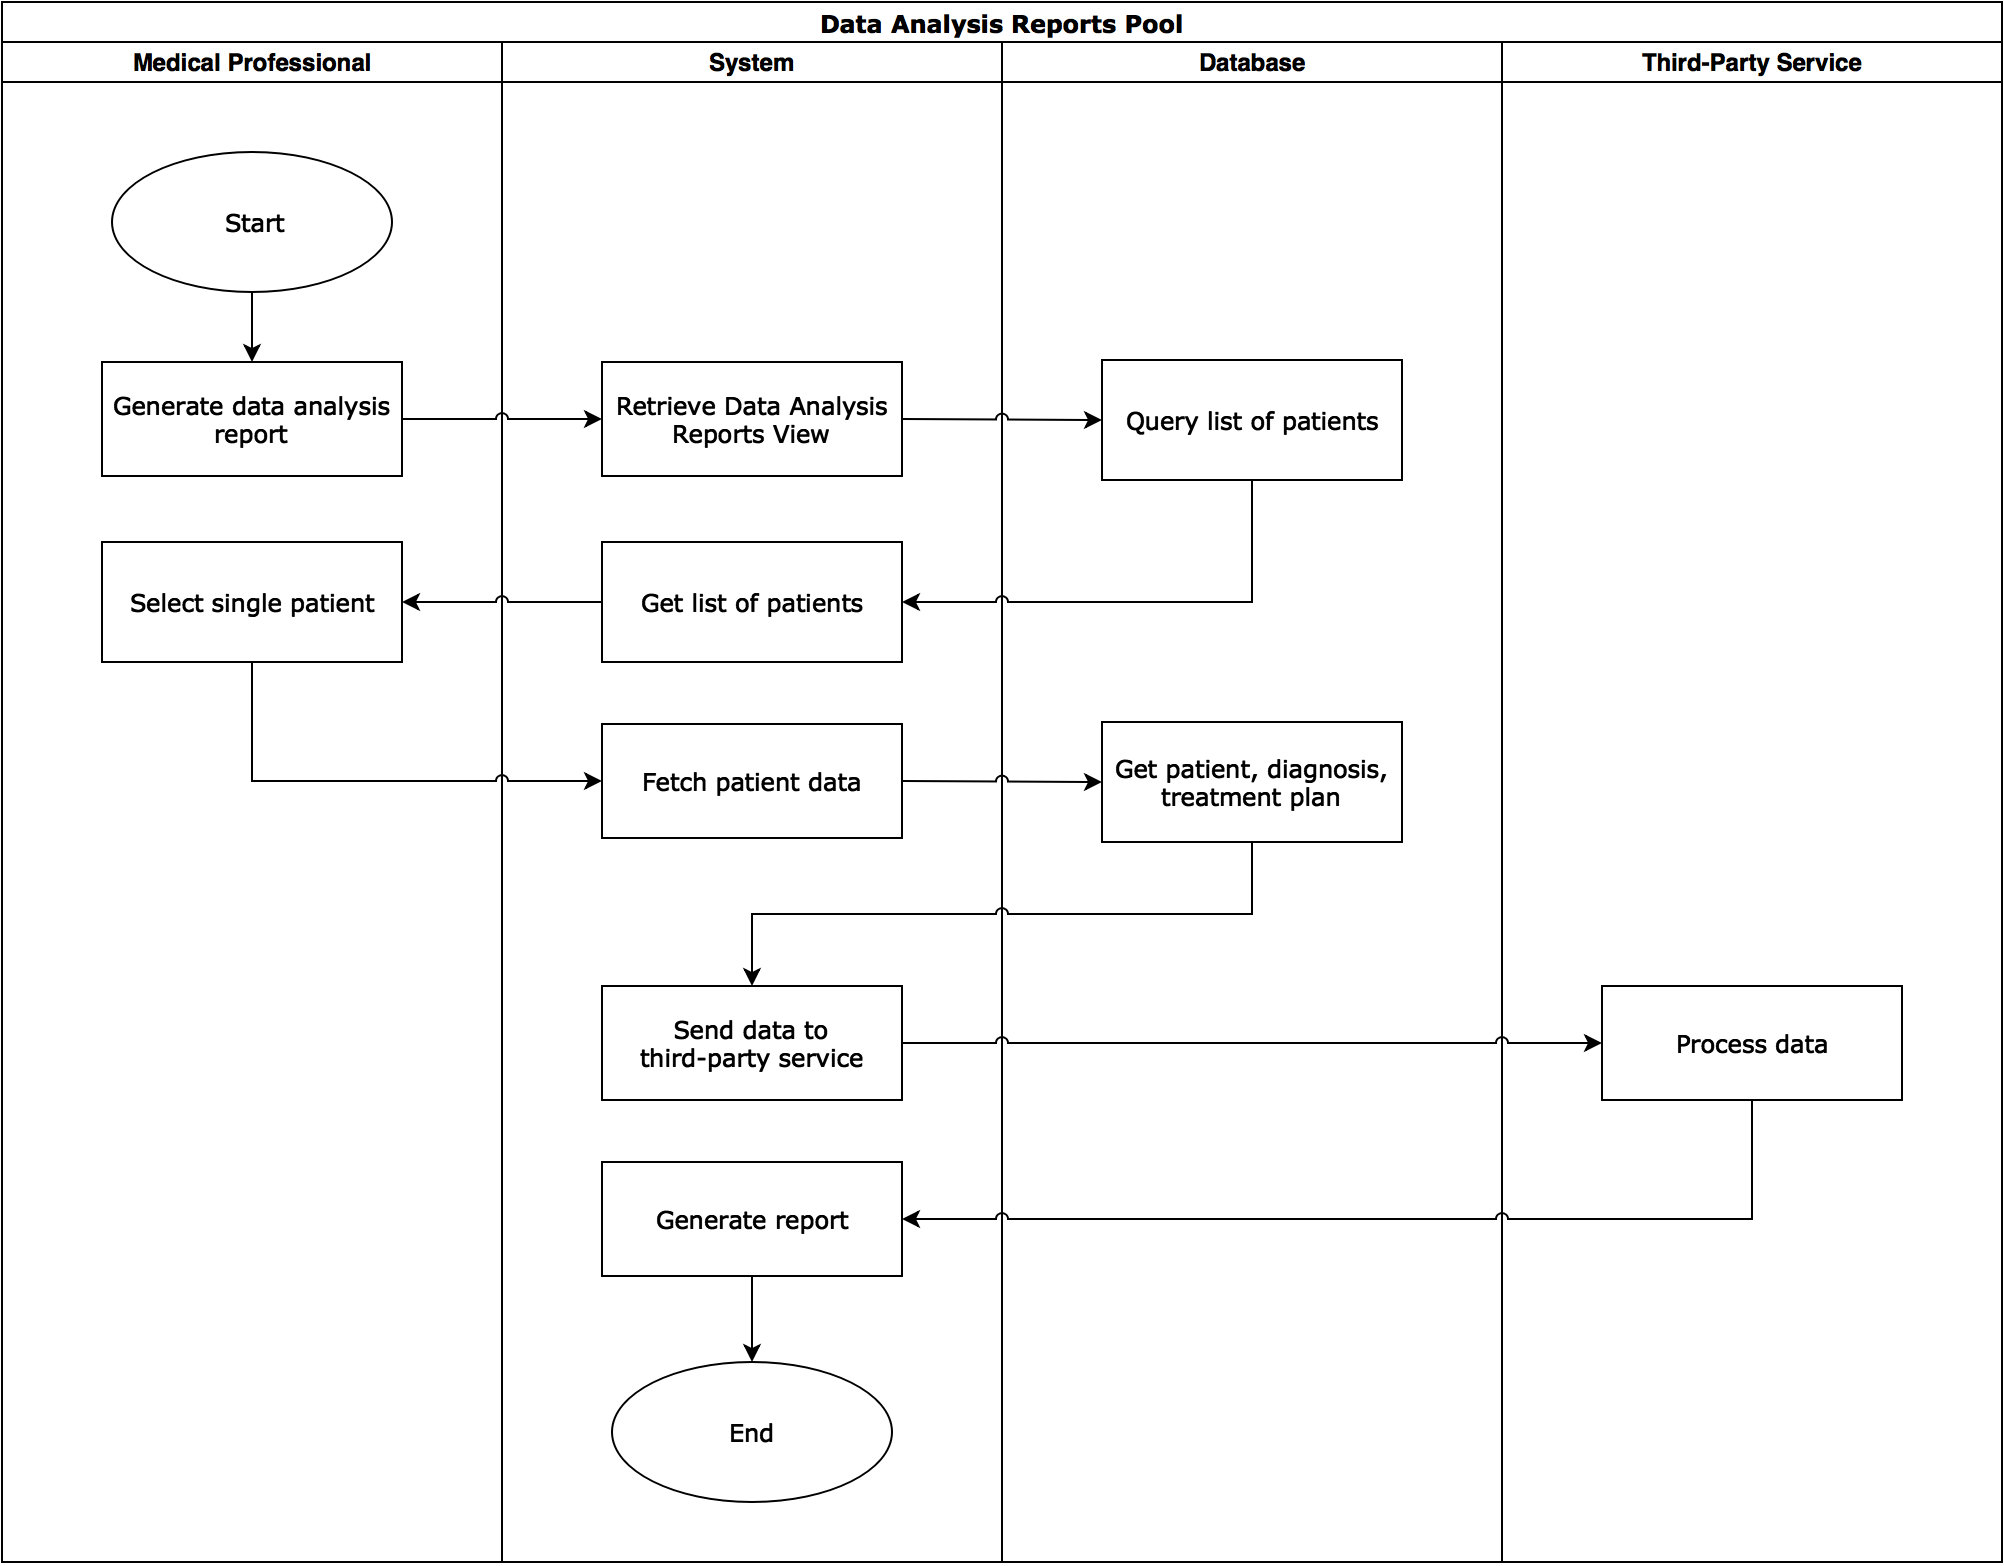 Data Analysis Reports Pool
Medical Professional
System
Database
Third-Party Service
Start
Generate data analysis
report
Retrieve Data Analysis
Reports View
Query list of patients
Select single patient
Get list of patients
Fetch patient data
Get patient, diagnosis,
treatment plan
Send data to
third-party service
Process data
Generate report
End